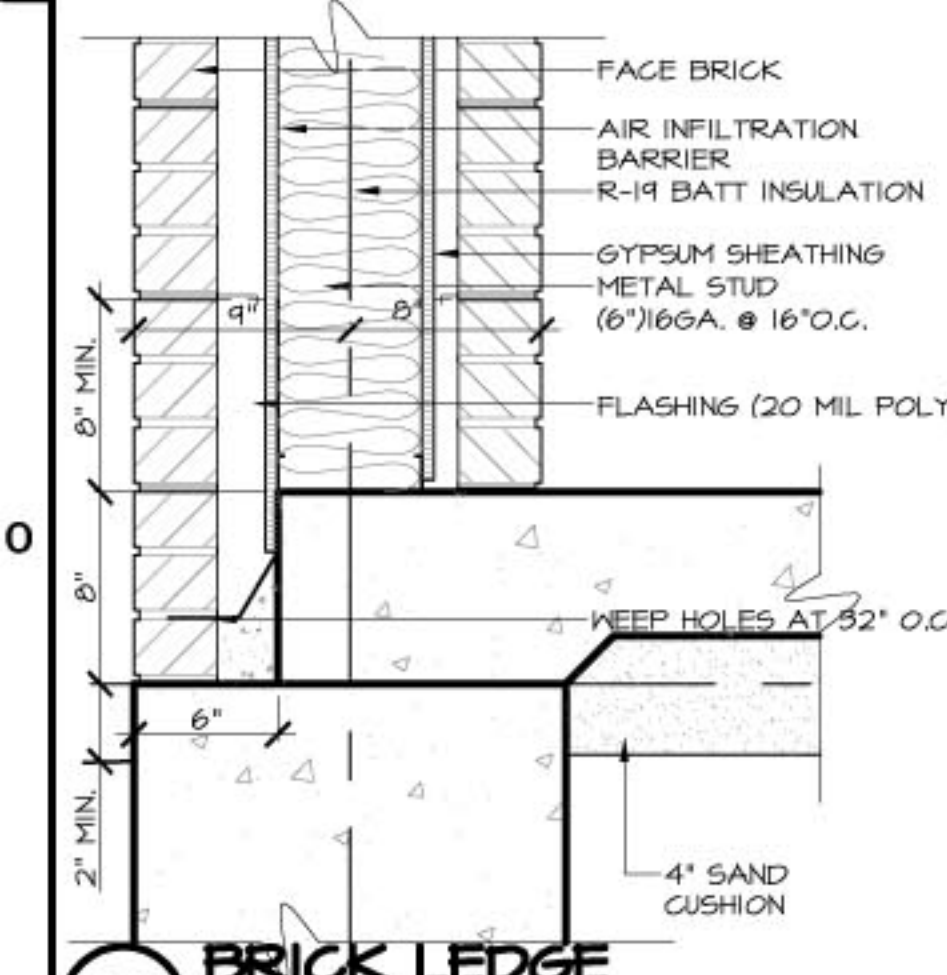 FACE BRICK
AIR INFILTRATION
BARRIER
R-19 BATT INSULATION
GYPSUM SHEATHING
METAL STUD
(6")16GA. @ 16"O.C.
9"
8"
8" MIN.
FLASHING (20 MIL POLY
O
8"
WEEP HOLES AT 32" O.C
6"
2" MIN.
4" SAND
CUSHION
BRICK LEDGE